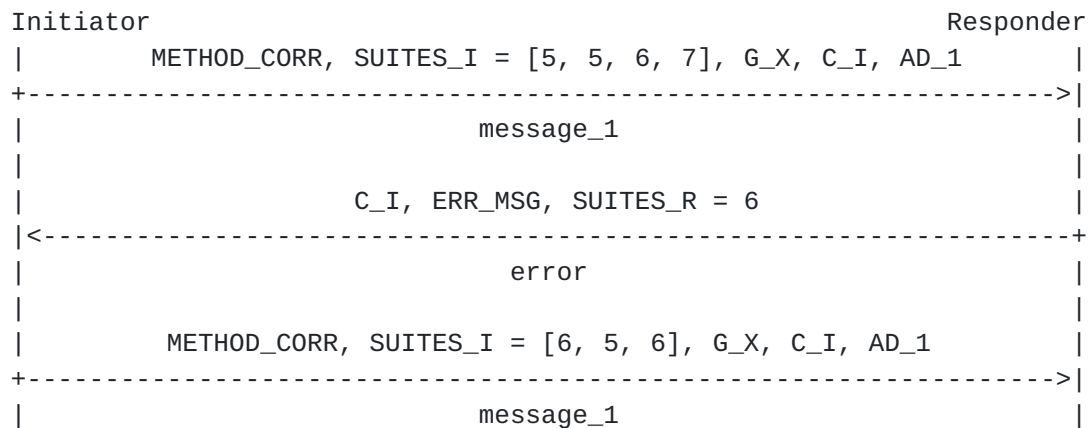 Initiator                                                   Responder
|        METHOD_CORR, SUITES_I = [5, 5, 6, 7], G_X, C_I, AD_1       |
+------------------------------------------------------------------>|
|                             message_1                             |
|                                                                   |
|                     C_I, ERR_MSG, SUITES_R = 6                    |
|<------------------------------------------------------------------+
|                               error                               |
|                                                                   |
|         METHOD_CORR, SUITES_I = [6, 5, 6], G_X, C_I, AD_1         |
+------------------------------------------------------------------>|
|                             message_1                             |